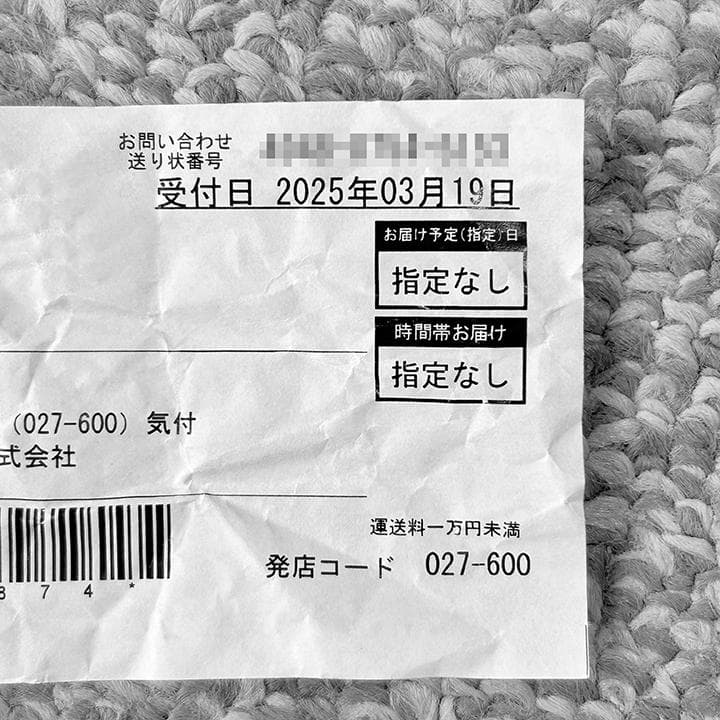 お問い合わせ
送り状番号
受付日 2025年03月19日
お届け予定(指定)日
指定なし
時間帯お届け
指定なし
(027-600) 気付
式会社
運送料一万円未満
発店コード 027-600
8 7 4 *